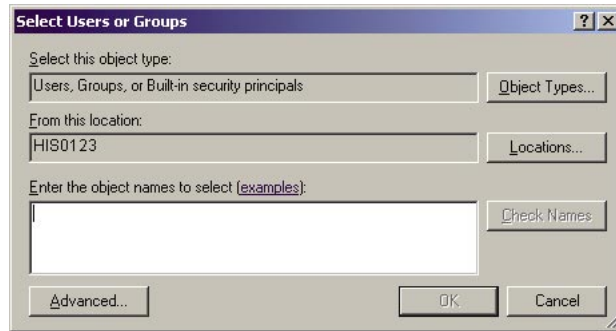 Select Users or Groups
Select this object type:
Users, Groups, or Built-in security principals
Object Types...
From this location:
HIS0123
Locations...
Enter the object names to select (examples):
Check Names
Advanced...
OK
Cancel